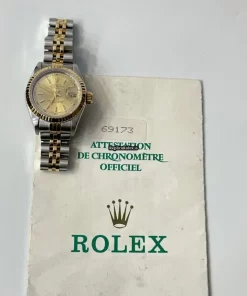 69173
ATTESTATION
DE CHRONOMÈTRE
OFFICIEL
ROLEX